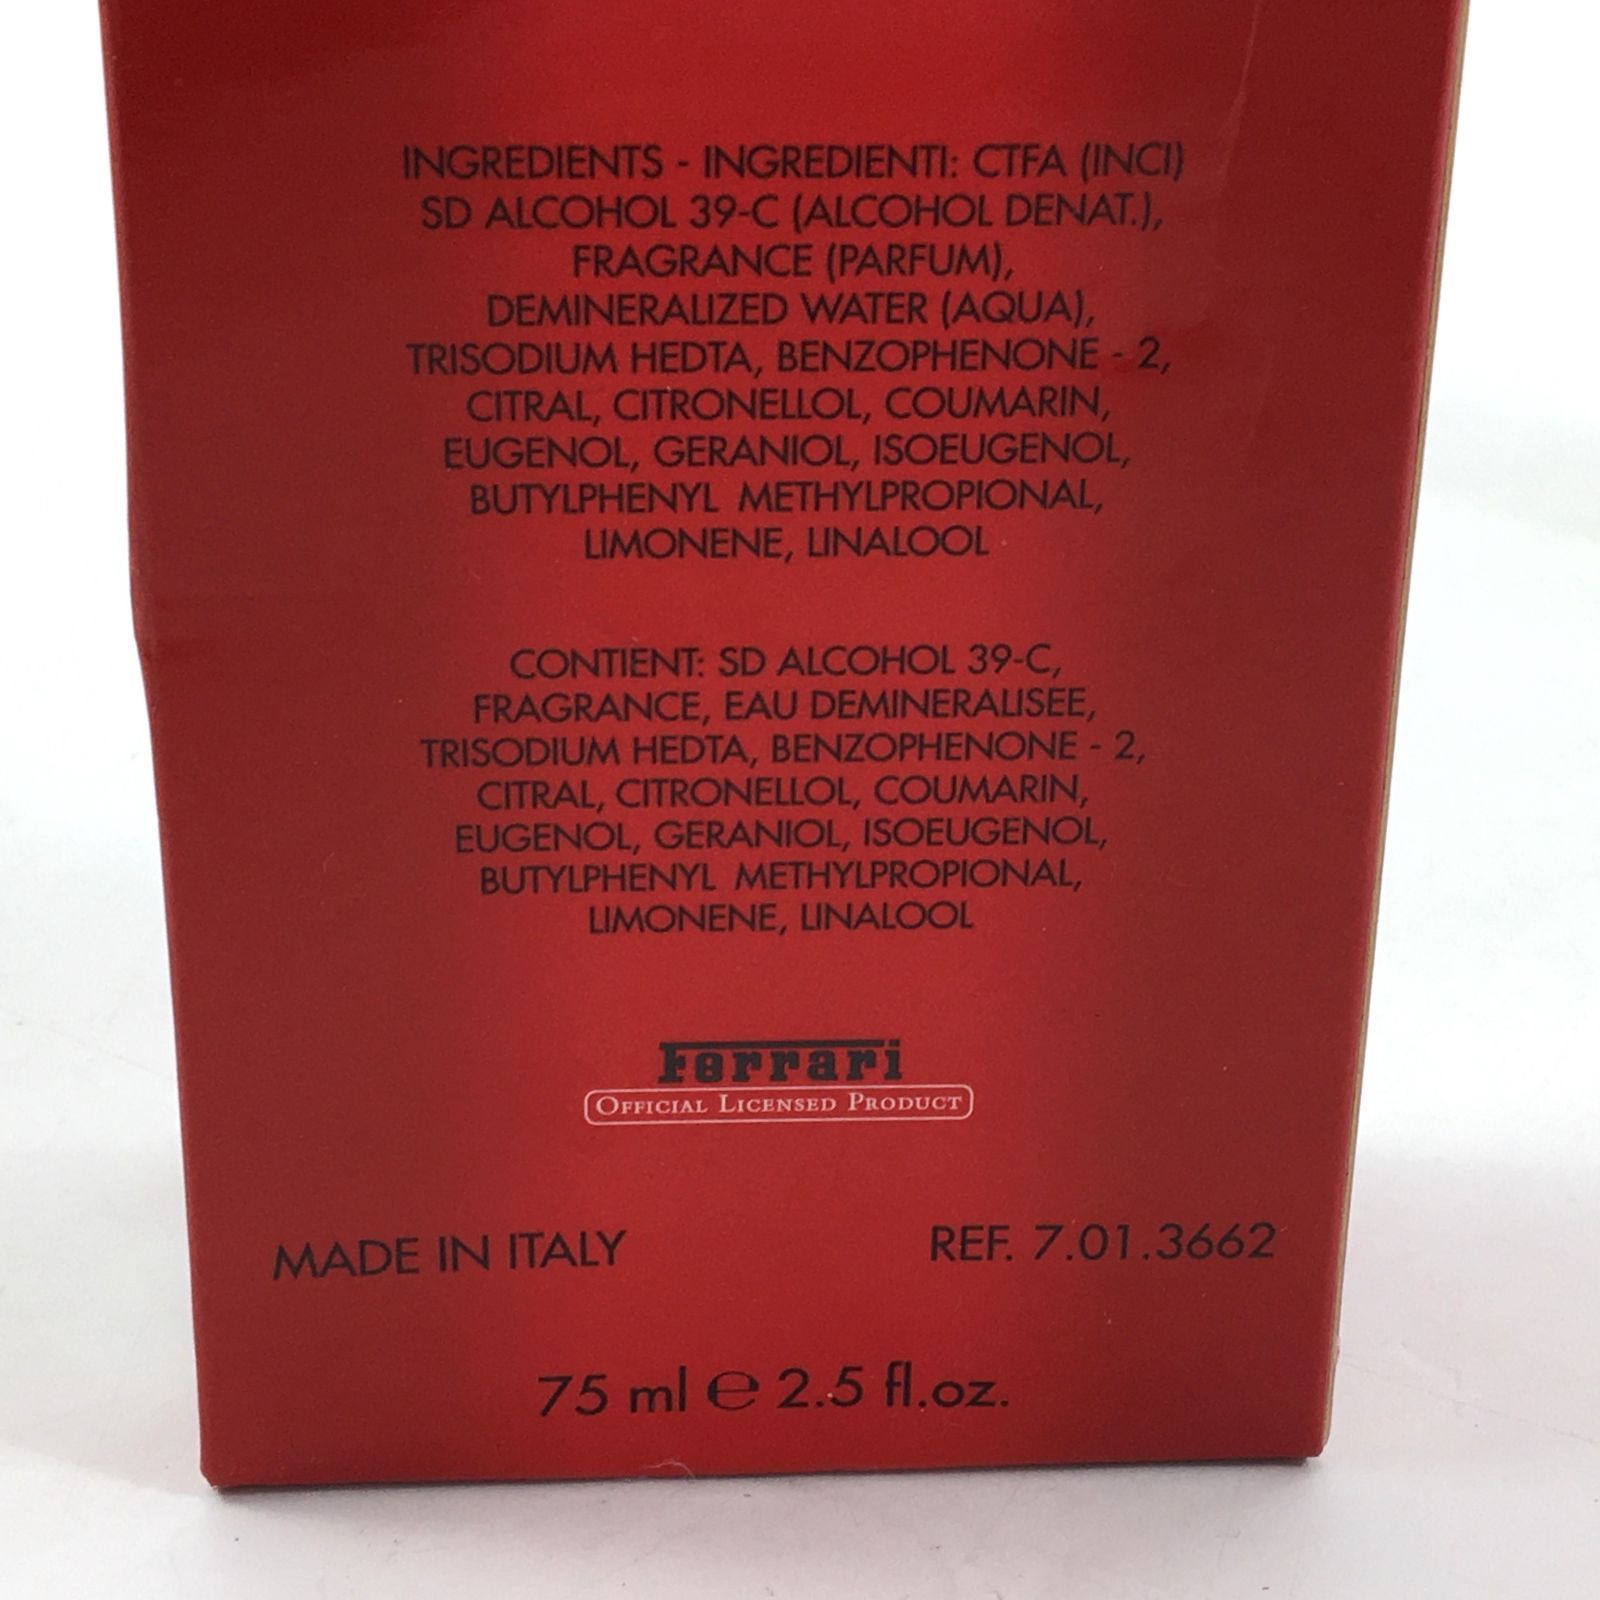 INGREDIENTS - INGREDIENTI: CTFA (INCI)
SD ALCOHOL 39-C (ALCOHOL DENAT.),
FRAGRANCE (PARFUM),
DEMINERALIZED WATER (AQUA),
TRISODIUM HEDTA, BENZOPHENONE - 2,
CITRAL, CITRONELLOL, COUMARIN,
EUGENOL, GERANIOL, ISOEUGENOL,
BUTYLPHENYL METHYLPROPIONAL,
LIMONENE, LINALOOL
CONTIENT: SD ALCOHOL 39-C,
FRAGRANCE, EAU DEMINERALISEE,
TRISODIUM HEDTA, BENZOPHENONE - 2,
CITRAL, CITRONELLOL, COUMARIN,
EUGENOL, GERANIOL, ISOEUGENOL,
BUTYLPHENYL METHYLPROPIONAL,
LIMONENE, LINALOOL
Ferrari
OFFICIAL LICENSED PRODUCT
MADE IN ITALY REF. 7.01.3662
75 ml ℮ 2.5 fl.oz.